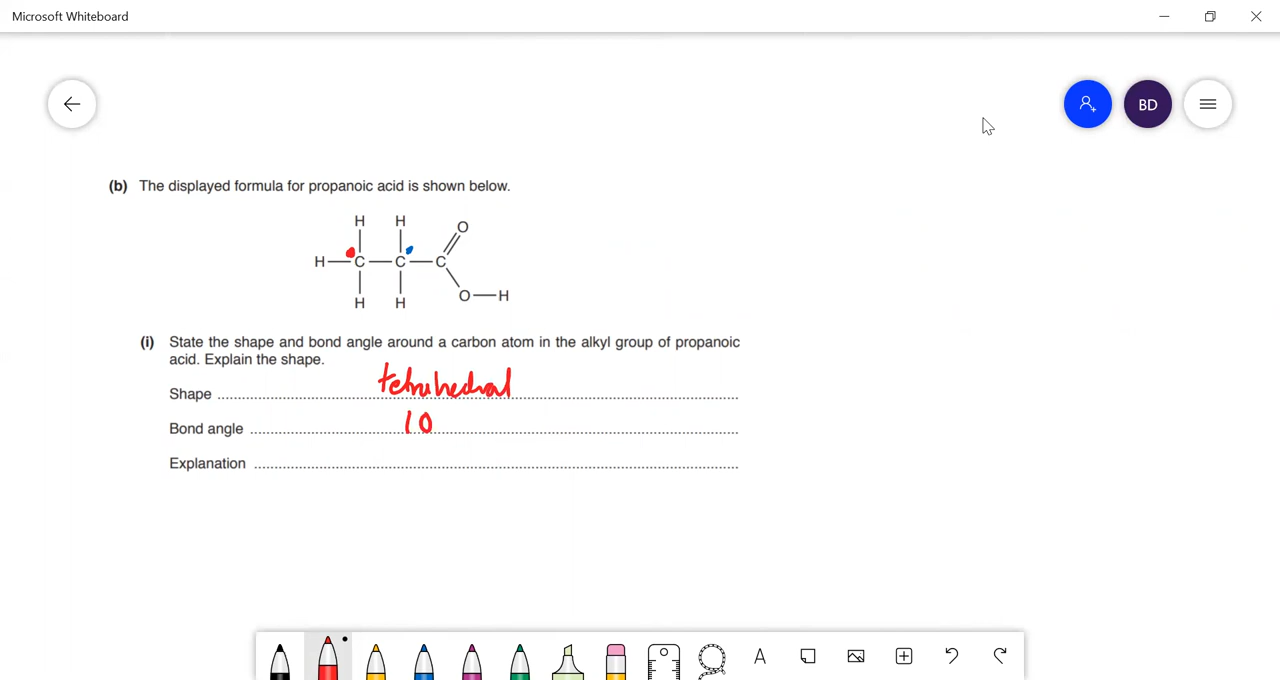 Microsoft Whiteboard
BD
(b) The displayed formula for propanoic acid is shown below.
H H O
H C C C
H H O H
(i) State the shape and bond angle around a carbon atom in the alkyl group of propanoic
acid. Explain the shape.
Shape tetrahedral
Bond angle 10
Explanation
A